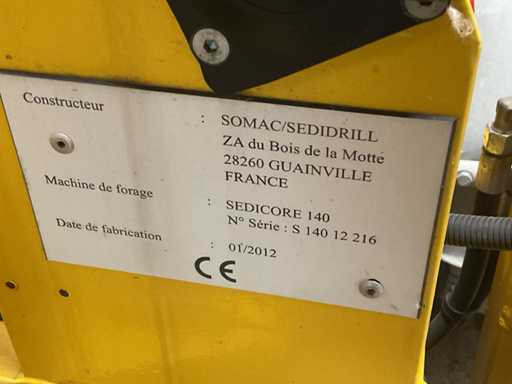 Constructeur : SOMAC/SEDIDRILL
ZA du Bois de la Motte
28260 GUAINVILLE
FRANCE
Machine de forage : SEDICORE 140
N° Série : S 140 12 216
Date de fabrication : 01/2012
CE